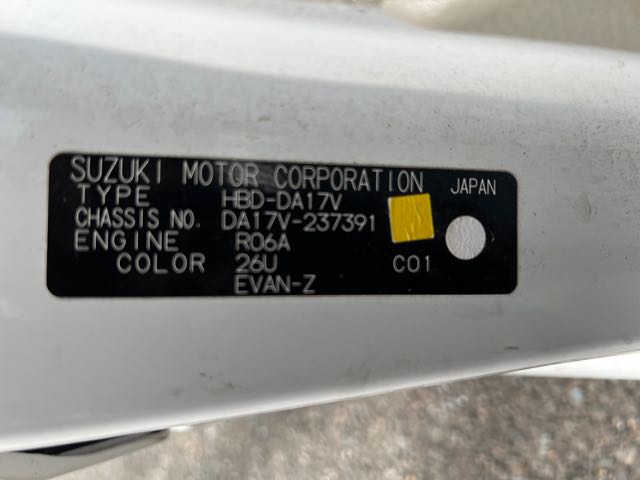 SUZUKI MOTOR CORPORATION JAPAN
TYPE HBD-DA17V
CHASSIS NO. DA17V-237391
ENGINE R06A
COLOR 26U C01
EVAN-Z